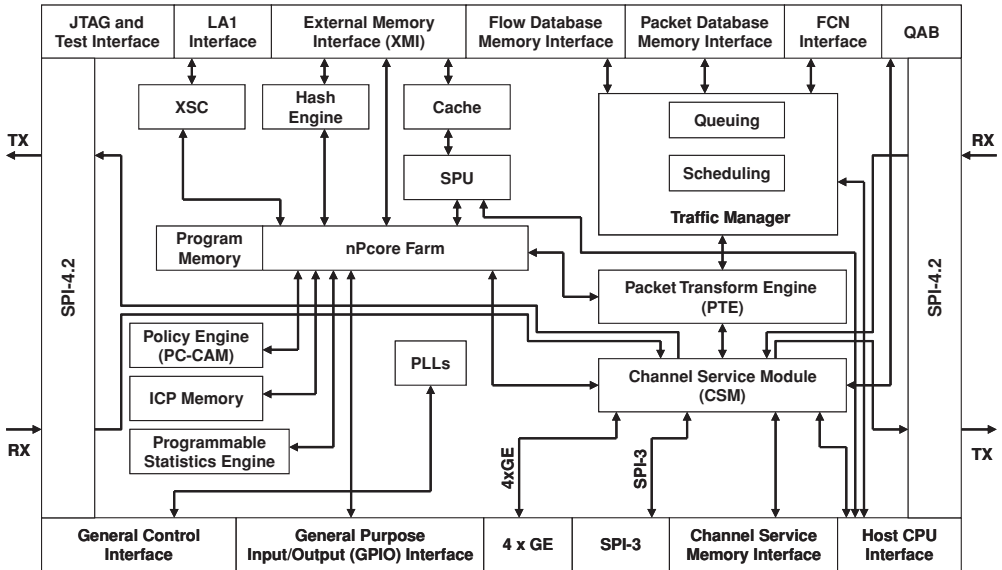 JTAG and
Test Interface
LA1
Interface
External Memory
Interface (XMI)
Flow Database
Memory Interface
Packet Database
Memory Interface
FCN
Interface
QAB
XSC
Hash
Engine
Cache
Queuing
TX
RX
SPU
Scheduling
Traffic Manager
Program
Memory
nPcore Farm
SPI-4.2
SPI-4.2
Packet Transform Engine
(PTE)
Policy Engine
(PC-CAM)
PLLs
Channel Service Module
(CSM)
ICP Memory
RX
Programmable
Statistics Engine
4xGE
SPI-3
TX
General Control
Interface
General Purpose
Input/Output (GPIO) Interface
4 x GE
SPI-3
Channel Service
Memory Interface
Host CPU
Interface